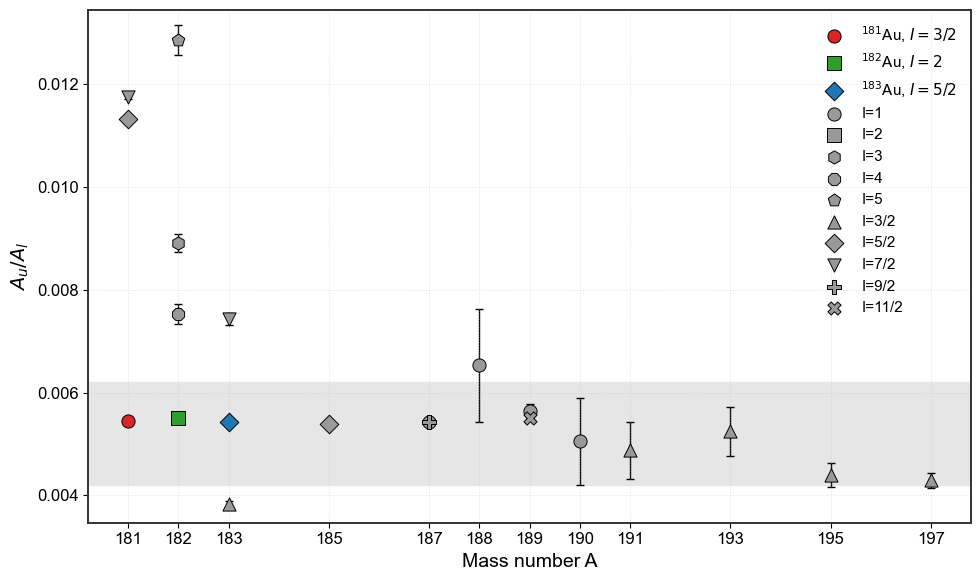 0.012
0.010
0.008
0.006
0.004
A_u/A_l
181 182 183 185 187 188 189 190 191 193 195 197
Mass number A
¹⁸¹Au, I = 3/2
¹⁸²Au, I = 2
¹⁸³Au, I = 5/2
I=1
I=2
I=3
I=4
I=5
I=3/2
I=5/2
I=7/2
I=9/2
I=11/2